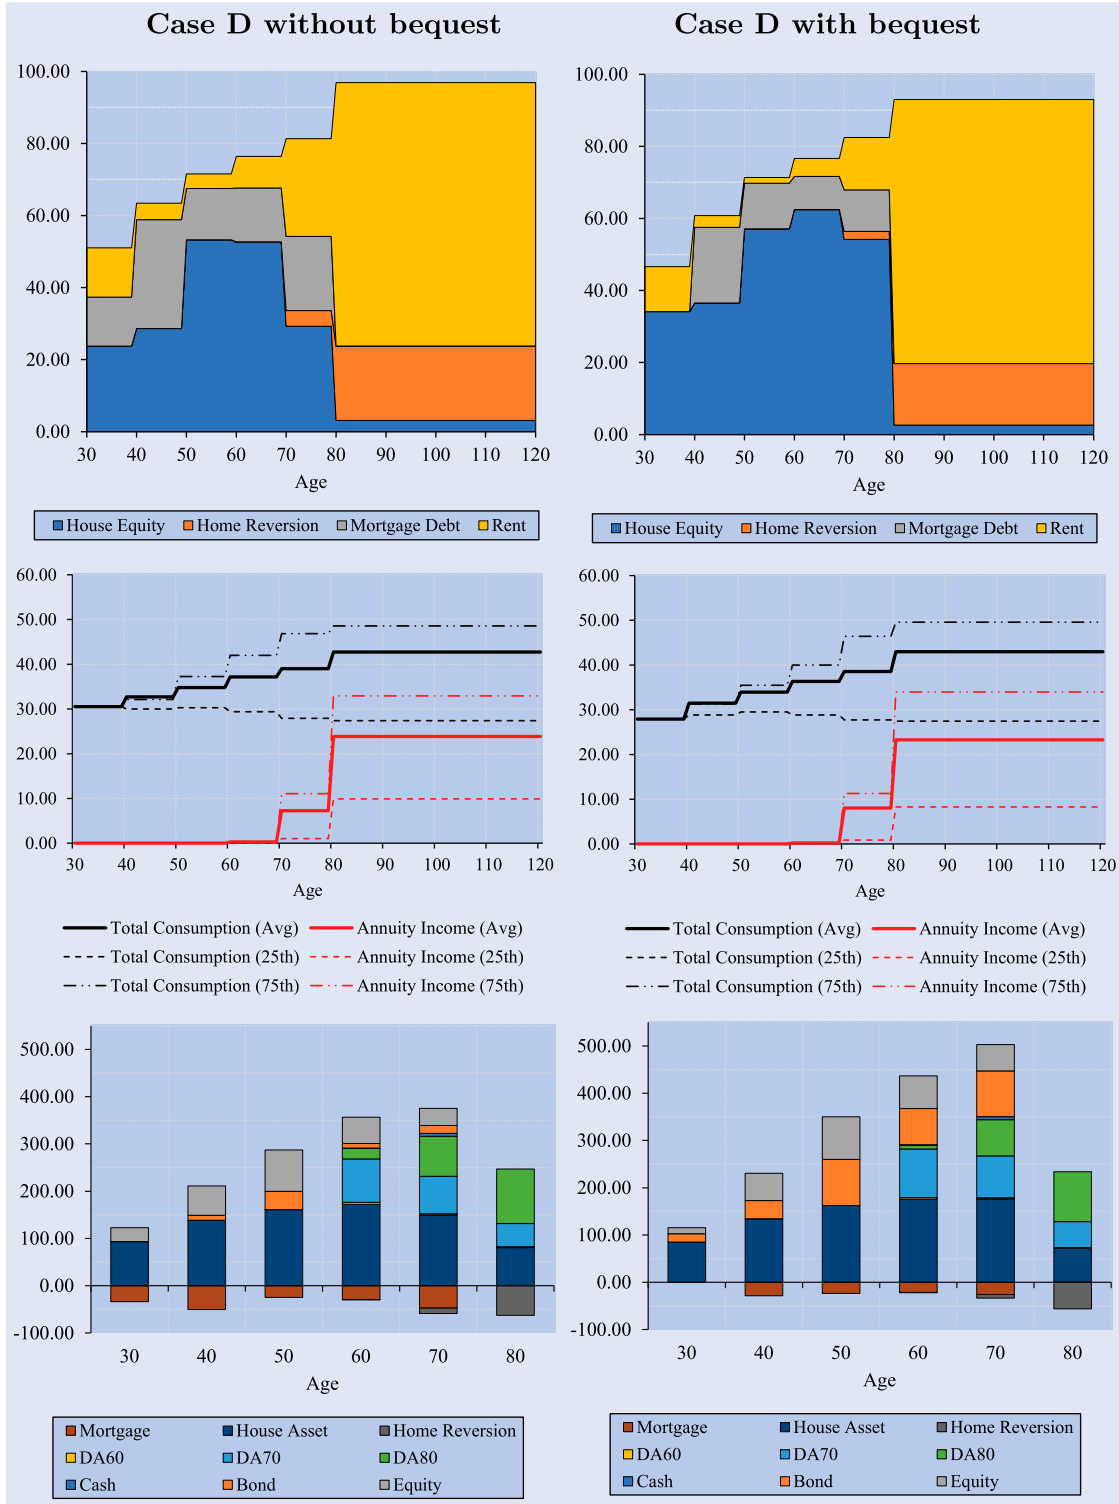 Case D without bequest
Case D with bequest
100.00
80.00
60.00
40.00
20.00
0.00
30 40 50 60 70 80 90 100 110 120
Age
House Equity Home Reversion Mortgage Debt Rent
100.00
80.00
60.00
40.00
20.00
0.00
30 40 50 60 70 80 90 100 110 120
Age
House Equity Home Reversion Mortgage Debt Rent
60.00
50.00
40.00
30.00
20.00
10.00
0.00
30 40 50 60 70 80 90 100 110 120
Age
Total Consumption (Avg) Annuity Income (Avg)
Total Consumption (25th) Annuity Income (25th)
Total Consumption (75th) Annuity Income (75th)
60.00
50.00
40.00
30.00
20.00
10.00
0.00
30 40 50 60 70 80 90 100 110 120
Age
Total Consumption (Avg) Annuity Income (Avg)
Total Consumption (25th) Annuity Income (25th)
Total Consumption (75th) Annuity Income (75th)
500.00
400.00
300.00
200.00
100.00
0.00
-100.00
30 40 50 60 70 80
Age
Mortgage House Asset Home Reversion
DA60 DA70 DA80
Cash Bond Equity
500.00
400.00
300.00
200.00
100.00
0.00
-100.00
30 40 50 60 70 80
Age
Mortgage House Asset Home Reversion
DA60 DA70 DA80
Cash Bond Equity